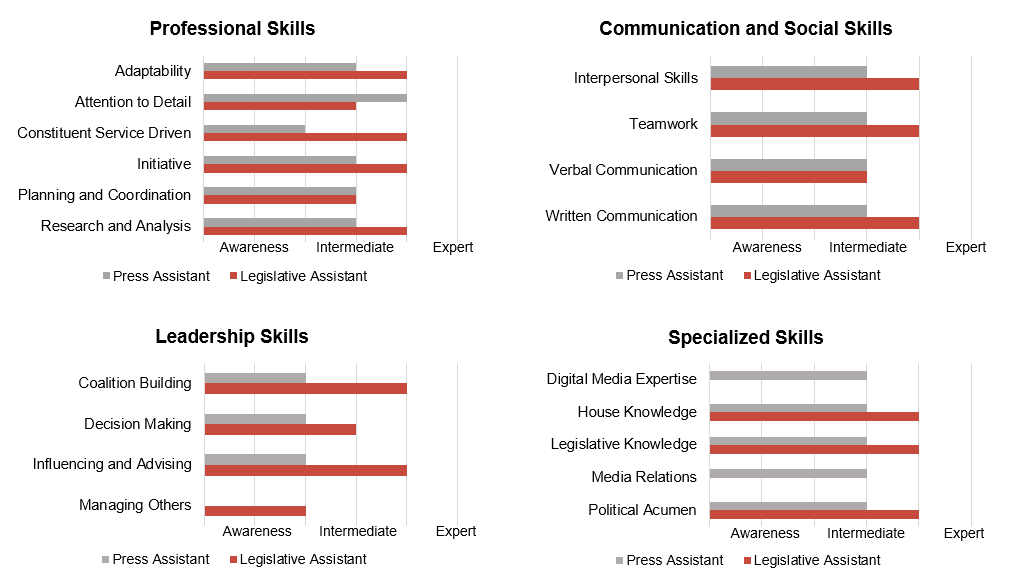 Professional Skills
Adaptability
Attention to Detail
Constituent Service Driven
Initiative
Planning and Coordination
Research and Analysis
Awareness Intermediate Expert
Press Assistant Legislative Assistant
Communication and Social Skills
Interpersonal Skills
Teamwork
Verbal Communication
Written Communication
Awareness Intermediate Expert
Press Assistant Legislative Assistant
Leadership Skills
Coalition Building
Decision Making
Influencing and Advising
Managing Others
Awareness Intermediate Expert
Press Assistant Legislative Assistant
Specialized Skills
Digital Media Expertise
House Knowledge
Legislative Knowledge
Media Relations
Political Acumen
Awareness Intermediate Expert
Press Assistant Legislative Assistant